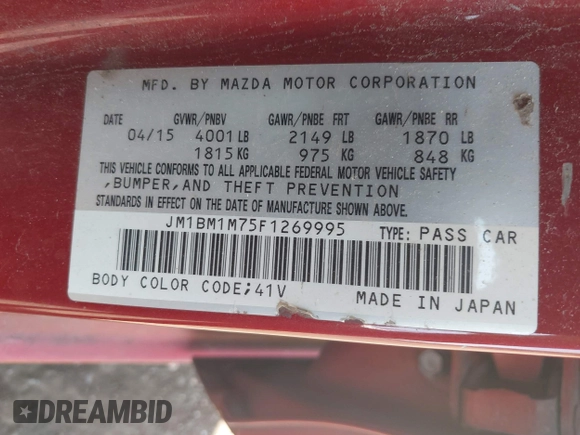 MFD. BY MAZDA MOTOR CORPORATION
DATE GVWR/PNBV GAWR/PNBE FRT GAWR/PNBE RR
04/15 4001 LB 2149 LB 1870 LB
1815 KG 975 KG 848 KG
THIS VEHICLE CONFORMS TO ALL APPLICABLE FEDERAL MOTOR VEHICLE SAFETY
,BUMPER,AND THEFT PREVENTION
STANDARDS IN EFFECT ON THE DATE OF MANUFACTURE SHOWN ABOVE.
JM1BM1M75F1269995 TYPE: PASS CAR
BODY COLOR CODE;41V MADE IN JAPAN
DREAMBID